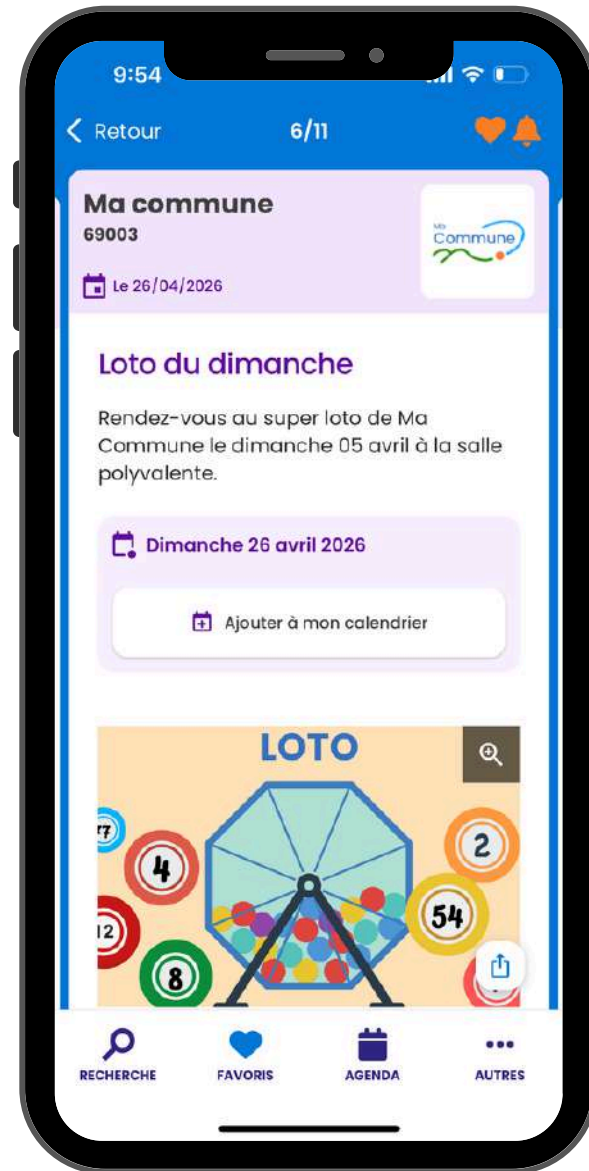 9:54
Retour
6/11
Ma commune
69003
Ma
Commune
Le 26/04/2026
Loto du dimanche
Rendez-vous au super loto de Ma
Commune le dimanche 05 avril à la salle
polyvalente.
Dimanche 26 avril 2026
Ajouter à mon calendrier
LOTO
77
4
2
54
12
8
RECHERCHE
FAVORIS
AGENDA
AUTRES